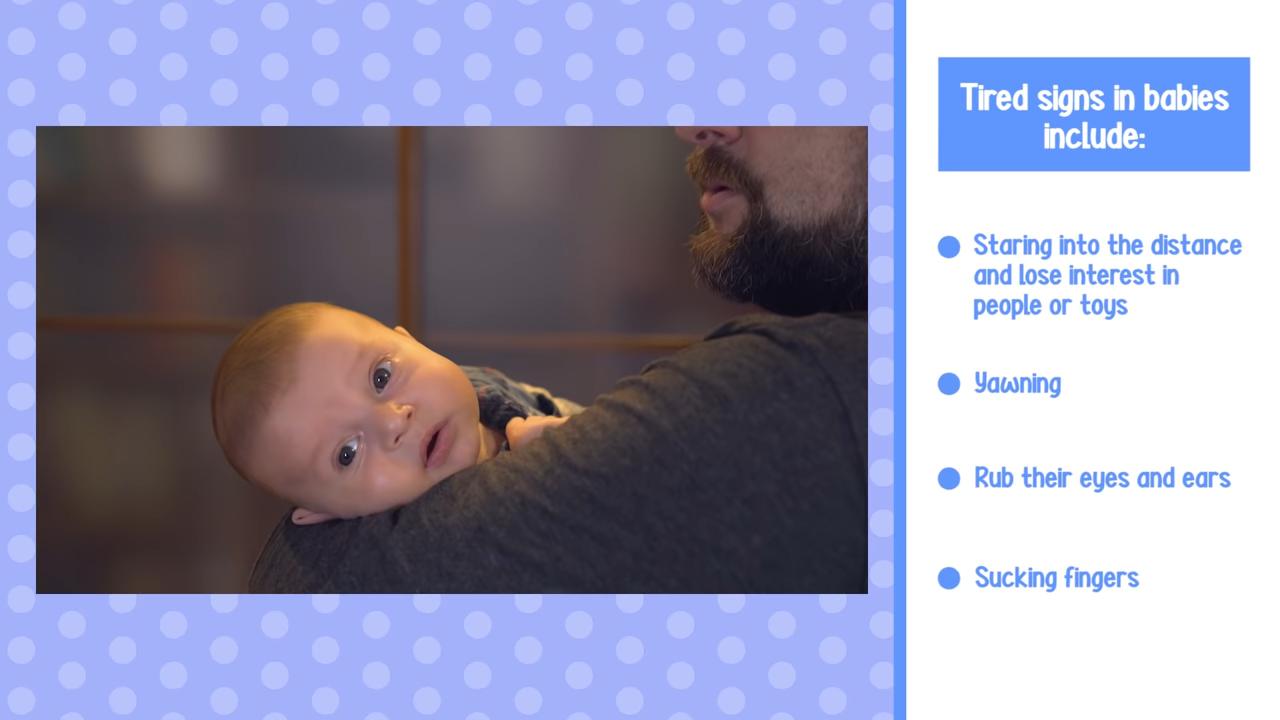 Tired signs in babies
include:
Staring into the distance
and lose interest in
people or toys
Yawning
Rub their eyes and ears
Sucking fingers